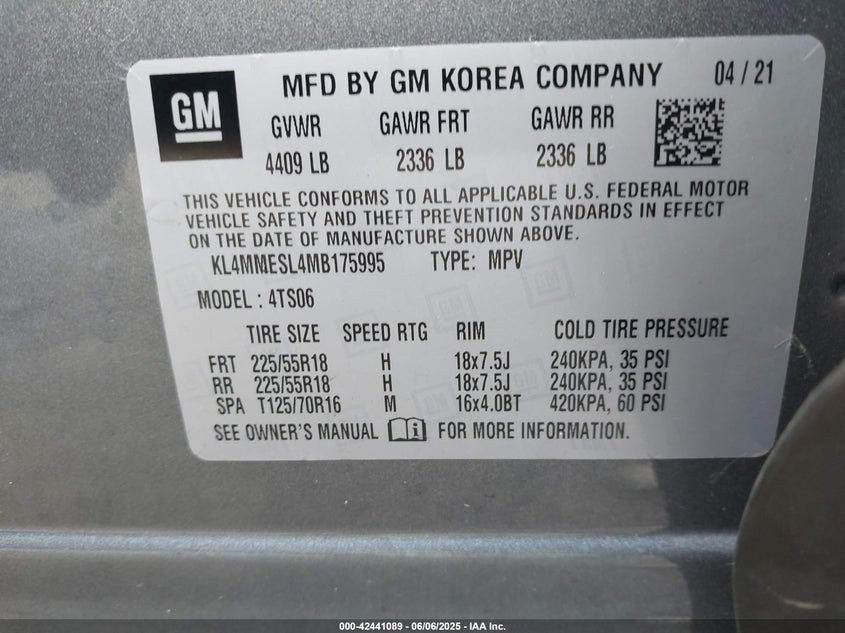 GM
MFD BY GM KOREA COMPANY 04 / 21
GVWR GAWR FRT GAWR RR
4409 LB 2336 LB 2336 LB
THIS VEHICLE CONFORMS TO ALL APPLICABLE U.S. FEDERAL MOTOR
VEHICLE SAFETY AND THEFT PREVENTION STANDARDS IN EFFECT
ON THE DATE OF MANUFACTURE SHOWN ABOVE.
KL4MMESL4MB175995 TYPE: MPV
MODEL : 4TS06
TIRE SIZE SPEED RTG RIM COLD TIRE PRESSURE
FRT 225/55R18 H 18x7.5J 240KPA, 35 PSI
RR 225/55R18 H 18x7.5J 240KPA, 35 PSI
SPA T125/70R16 M 16x4.0BT 420KPA, 60 PSI
SEE OWNER'S MANUAL FOR MORE INFORMATION.
000-42441089 - 06/06/2025 - IAA Inc.